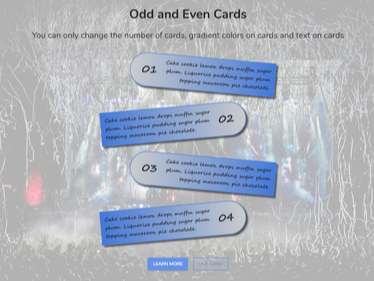 Odd and Even Cards
You can only change the number of cards, gradient colors on cards and text on cards
01
Cake cookie lemon drops muffin sugar
plum. Liquorice pudding sugar plum
topping macaroon pie chocolate.
Cake cookie lemon drops muffin sugar
plum. Liquorice pudding sugar plum
topping macaroon pie chocolate.
02
03
Cake cookie lemon drops muffin sugar
plum. Liquorice pudding sugar plum
topping macaroon pie chocolate.
Cake cookie lemon drops muffin sugar
plum. Liquorice pudding sugar plum
topping macaroon pie chocolate.
04
LEARN MORE